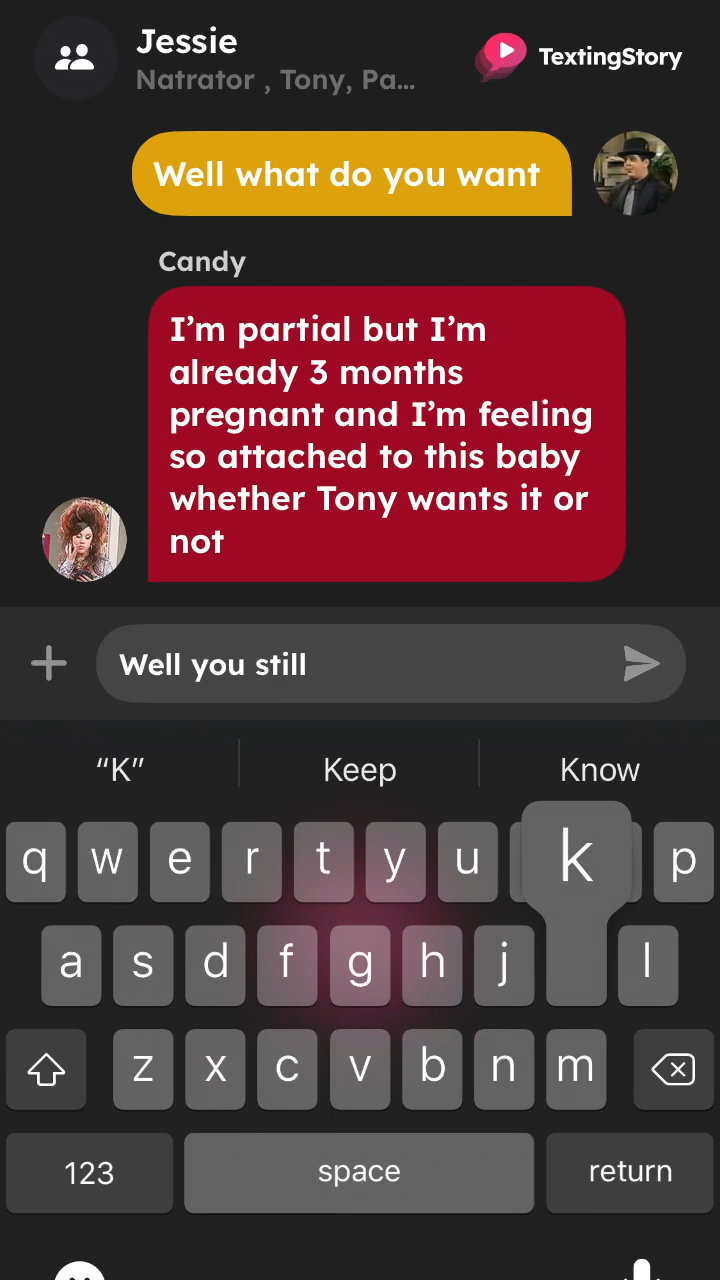 Jessie
Natrator , Tony, Pa...
TextingStory
Well what do you want
Candy
I’m partial but I’m
already 3 months
pregnant and I’m feeling
so attached to this baby
whether Tony wants it or
not
Well you still
“K” Keep Know
q w e r t y u k p
a s d f g h j l
z x c v b n m
123 space return